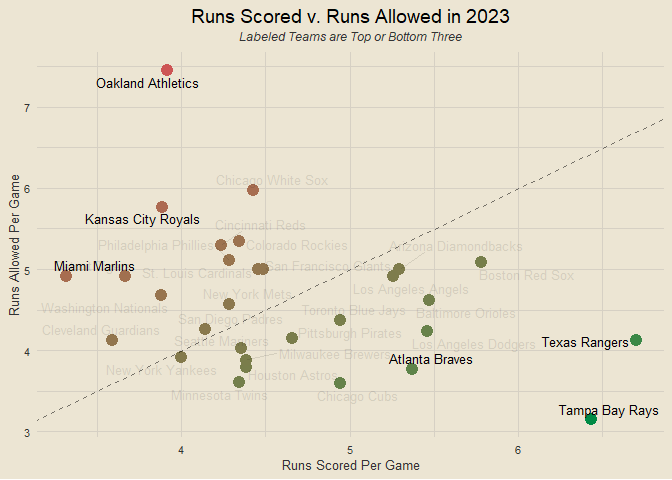 Runs Scored v. Runs Allowed in 2023
Labeled Teams are Top or Bottom Three
Oakland Athletics
7
Chicago White Sox
6
Kansas City Royals
Cincinnati Reds
Philadelphia Phillies
Colorado Rockies
Arizona Diamondbacks
Miami Marlins
St. Louis Cardinals
San Francisco Giants
Boston Red Sox
5
Los Angeles Angels
New York Mets
Washington Nationals
Toronto Blue Jays
Baltimore Orioles
San Diego Padres
Cleveland Guardians
Pittsburgh Pirates
Seattle Mariners
Los Angeles Dodgers
Texas Rangers
4
Milwaukee Brewers
Atlanta Braves
New York Yankees
Houston Astros
Minnesota Twins
Chicago Cubs
Tampa Bay Rays
3
4
5
6
Runs Scored Per Game
Runs Allowed Per Game